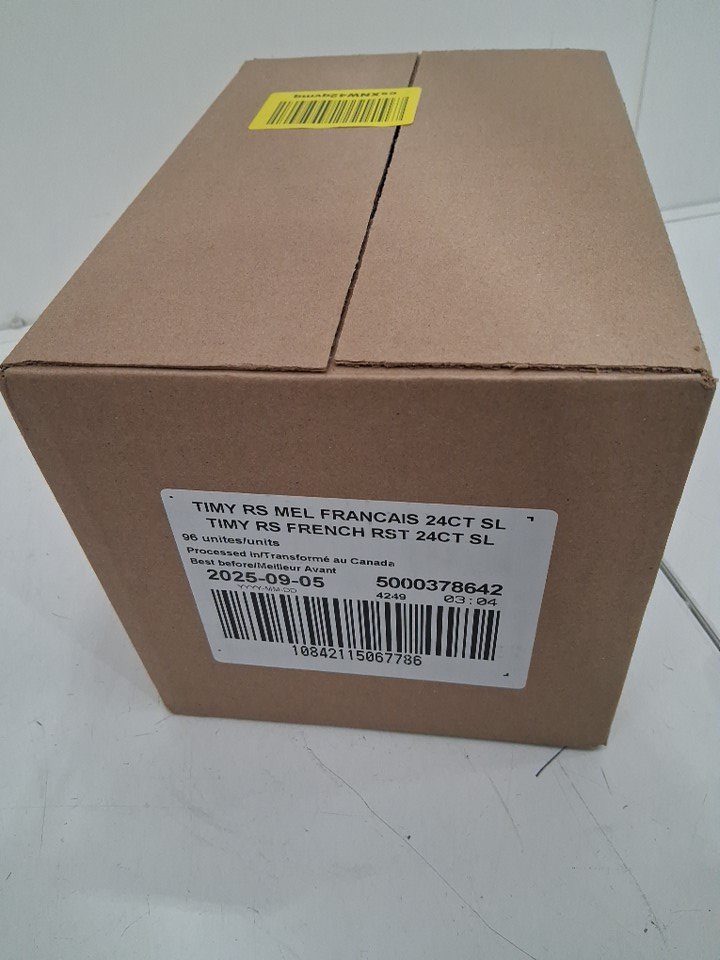 csXNW42qvmq
TIMY RS MEL FRANCAIS 24CT SL
TIMY RS FRENCH RST 24CT SL
96 unites/units
Processed in/Transformé au Canada
Best before/Meilleur Avant
2025-09-05 5000378642
YYYY-MM-DD 4249 03:04
10842115067786